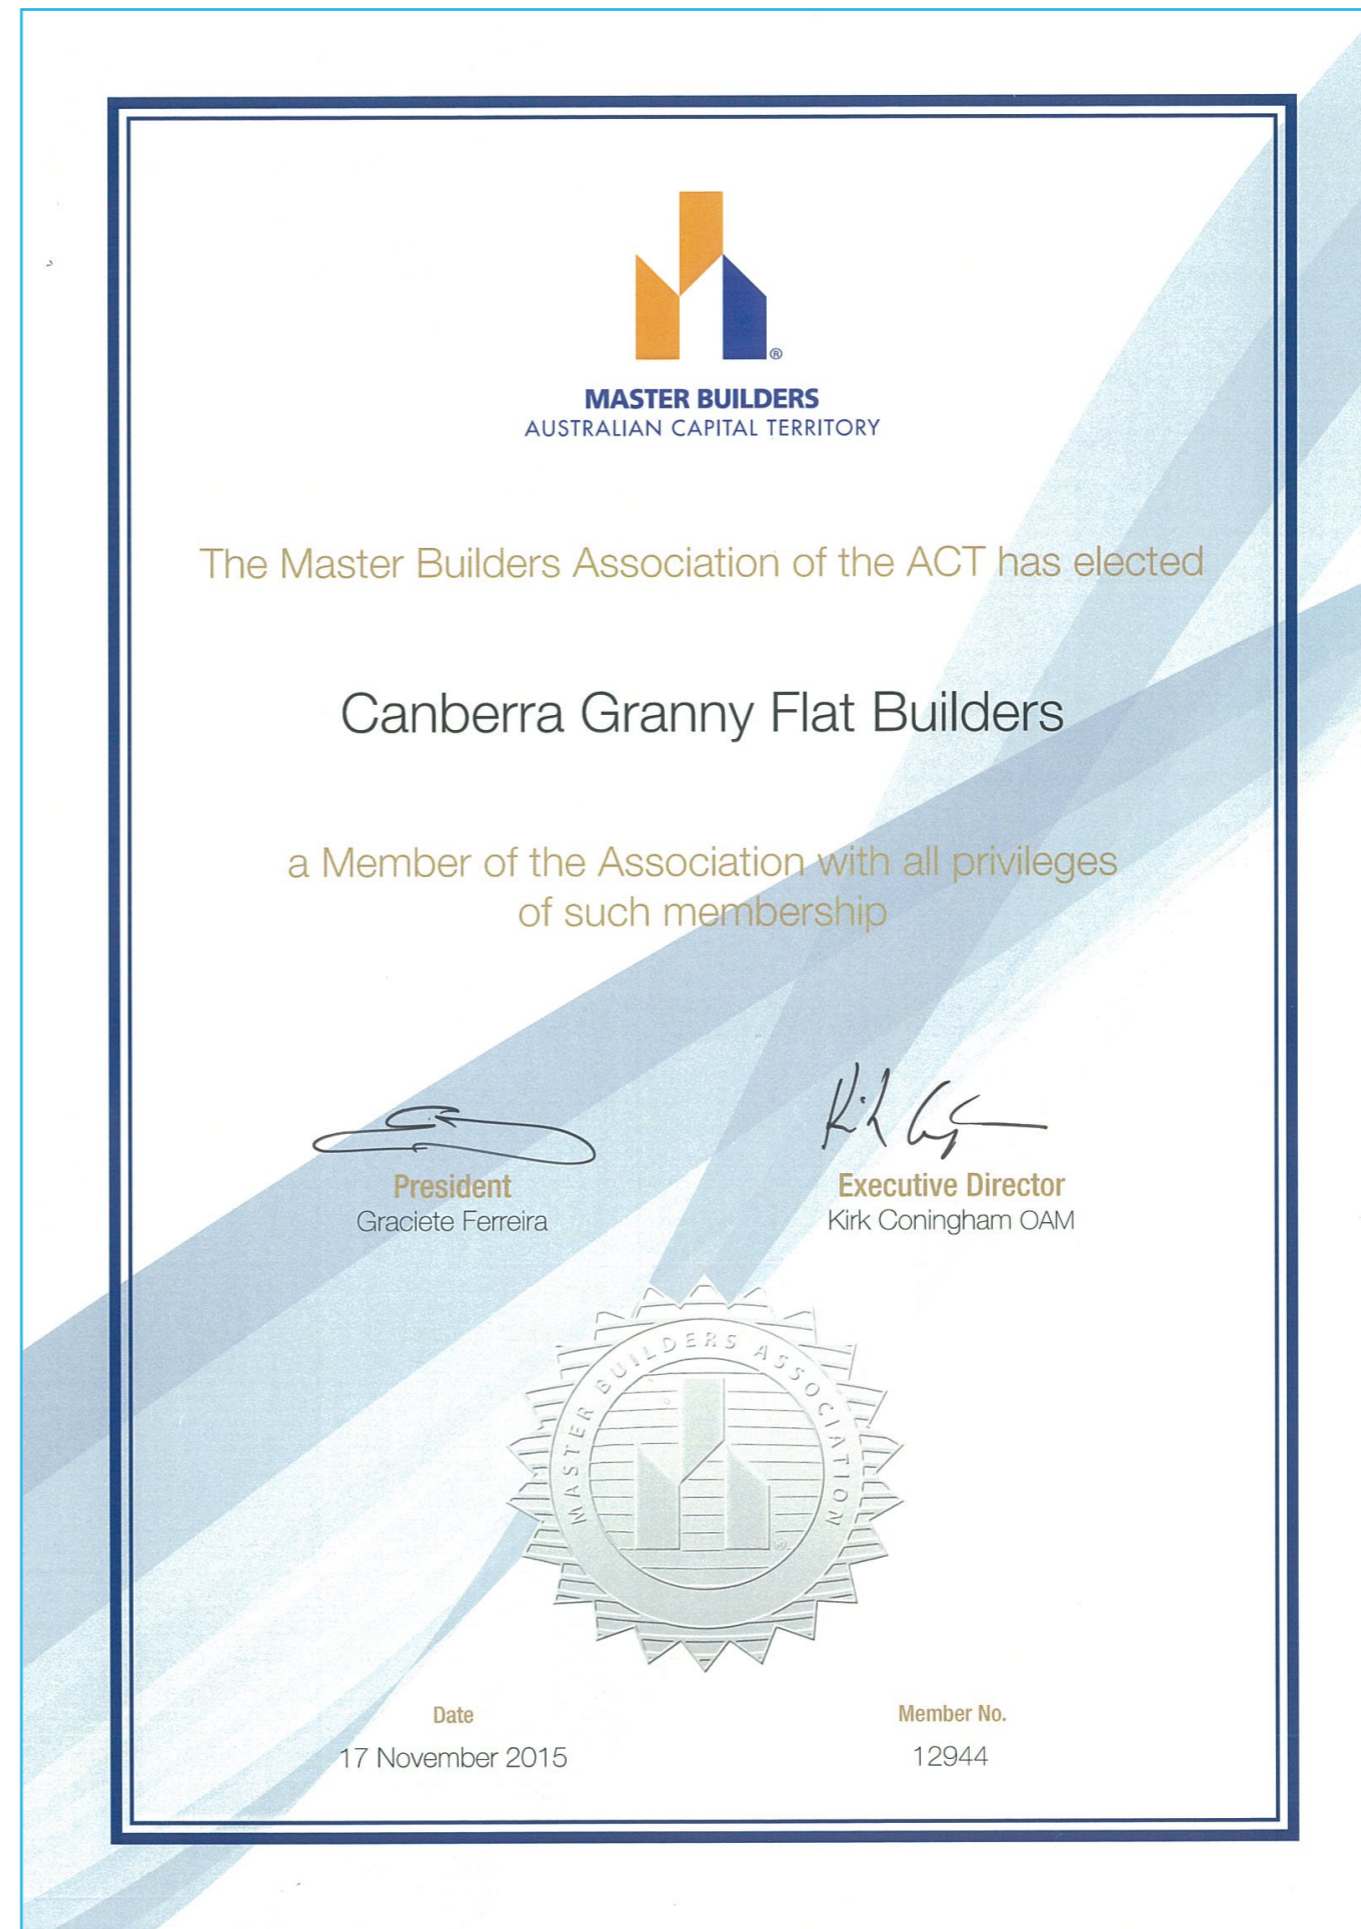 ®
MASTER BUILDERS
AUSTRALIAN CAPITAL TERRITORY
The Master Builders Association of the ACT has elected
Canberra Granny Flat Builders
a Member of the Association with all privileges
of such membership
President
Graciete Ferreira
Executive Director
Kirk Coningham OAM
MASTER BUILDERS ASSOCIATION
Date
17 November 2015
Member No.
12944